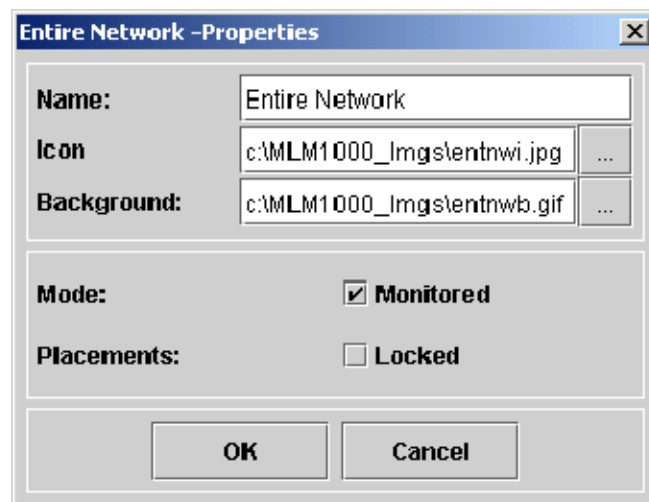 Entire Network -Properties
Name: Entire Network
Icon c:\MLM1000_Imgs\entnwi.jpg ...
Background: c:\MLM1000_Imgs\entnwb.gif ...
Mode: Monitored
Placements: Locked
OK Cancel